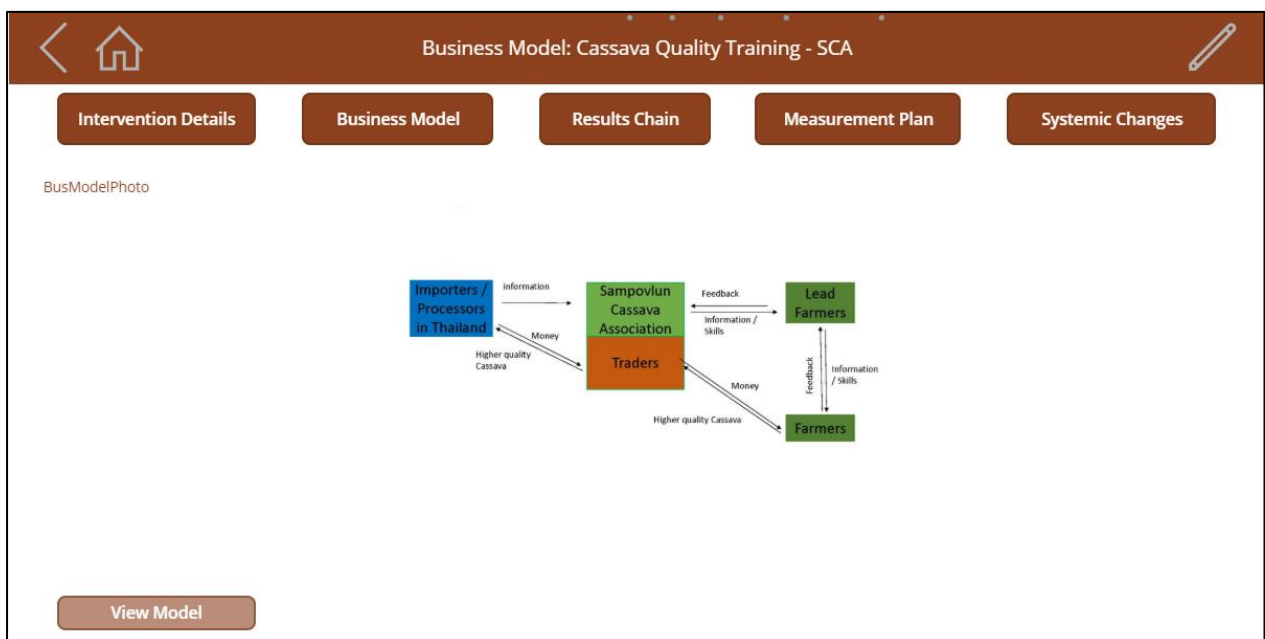 Business Model: Cassava Quality Training - SCA
Intervention Details
Business Model
Results Chain
Measurement Plan
Systemic Changes
BusModelPhoto
Importers /
Processors
in Thailand
information
Sampovlun
Cassava
Association
Traders
Feedback
Information /
Skills
Lead
Farmers
Money
Higher quality
Cassava
Money
Higher quality Cassava
Feedback
Information
/ Skills
Farmers
View Model